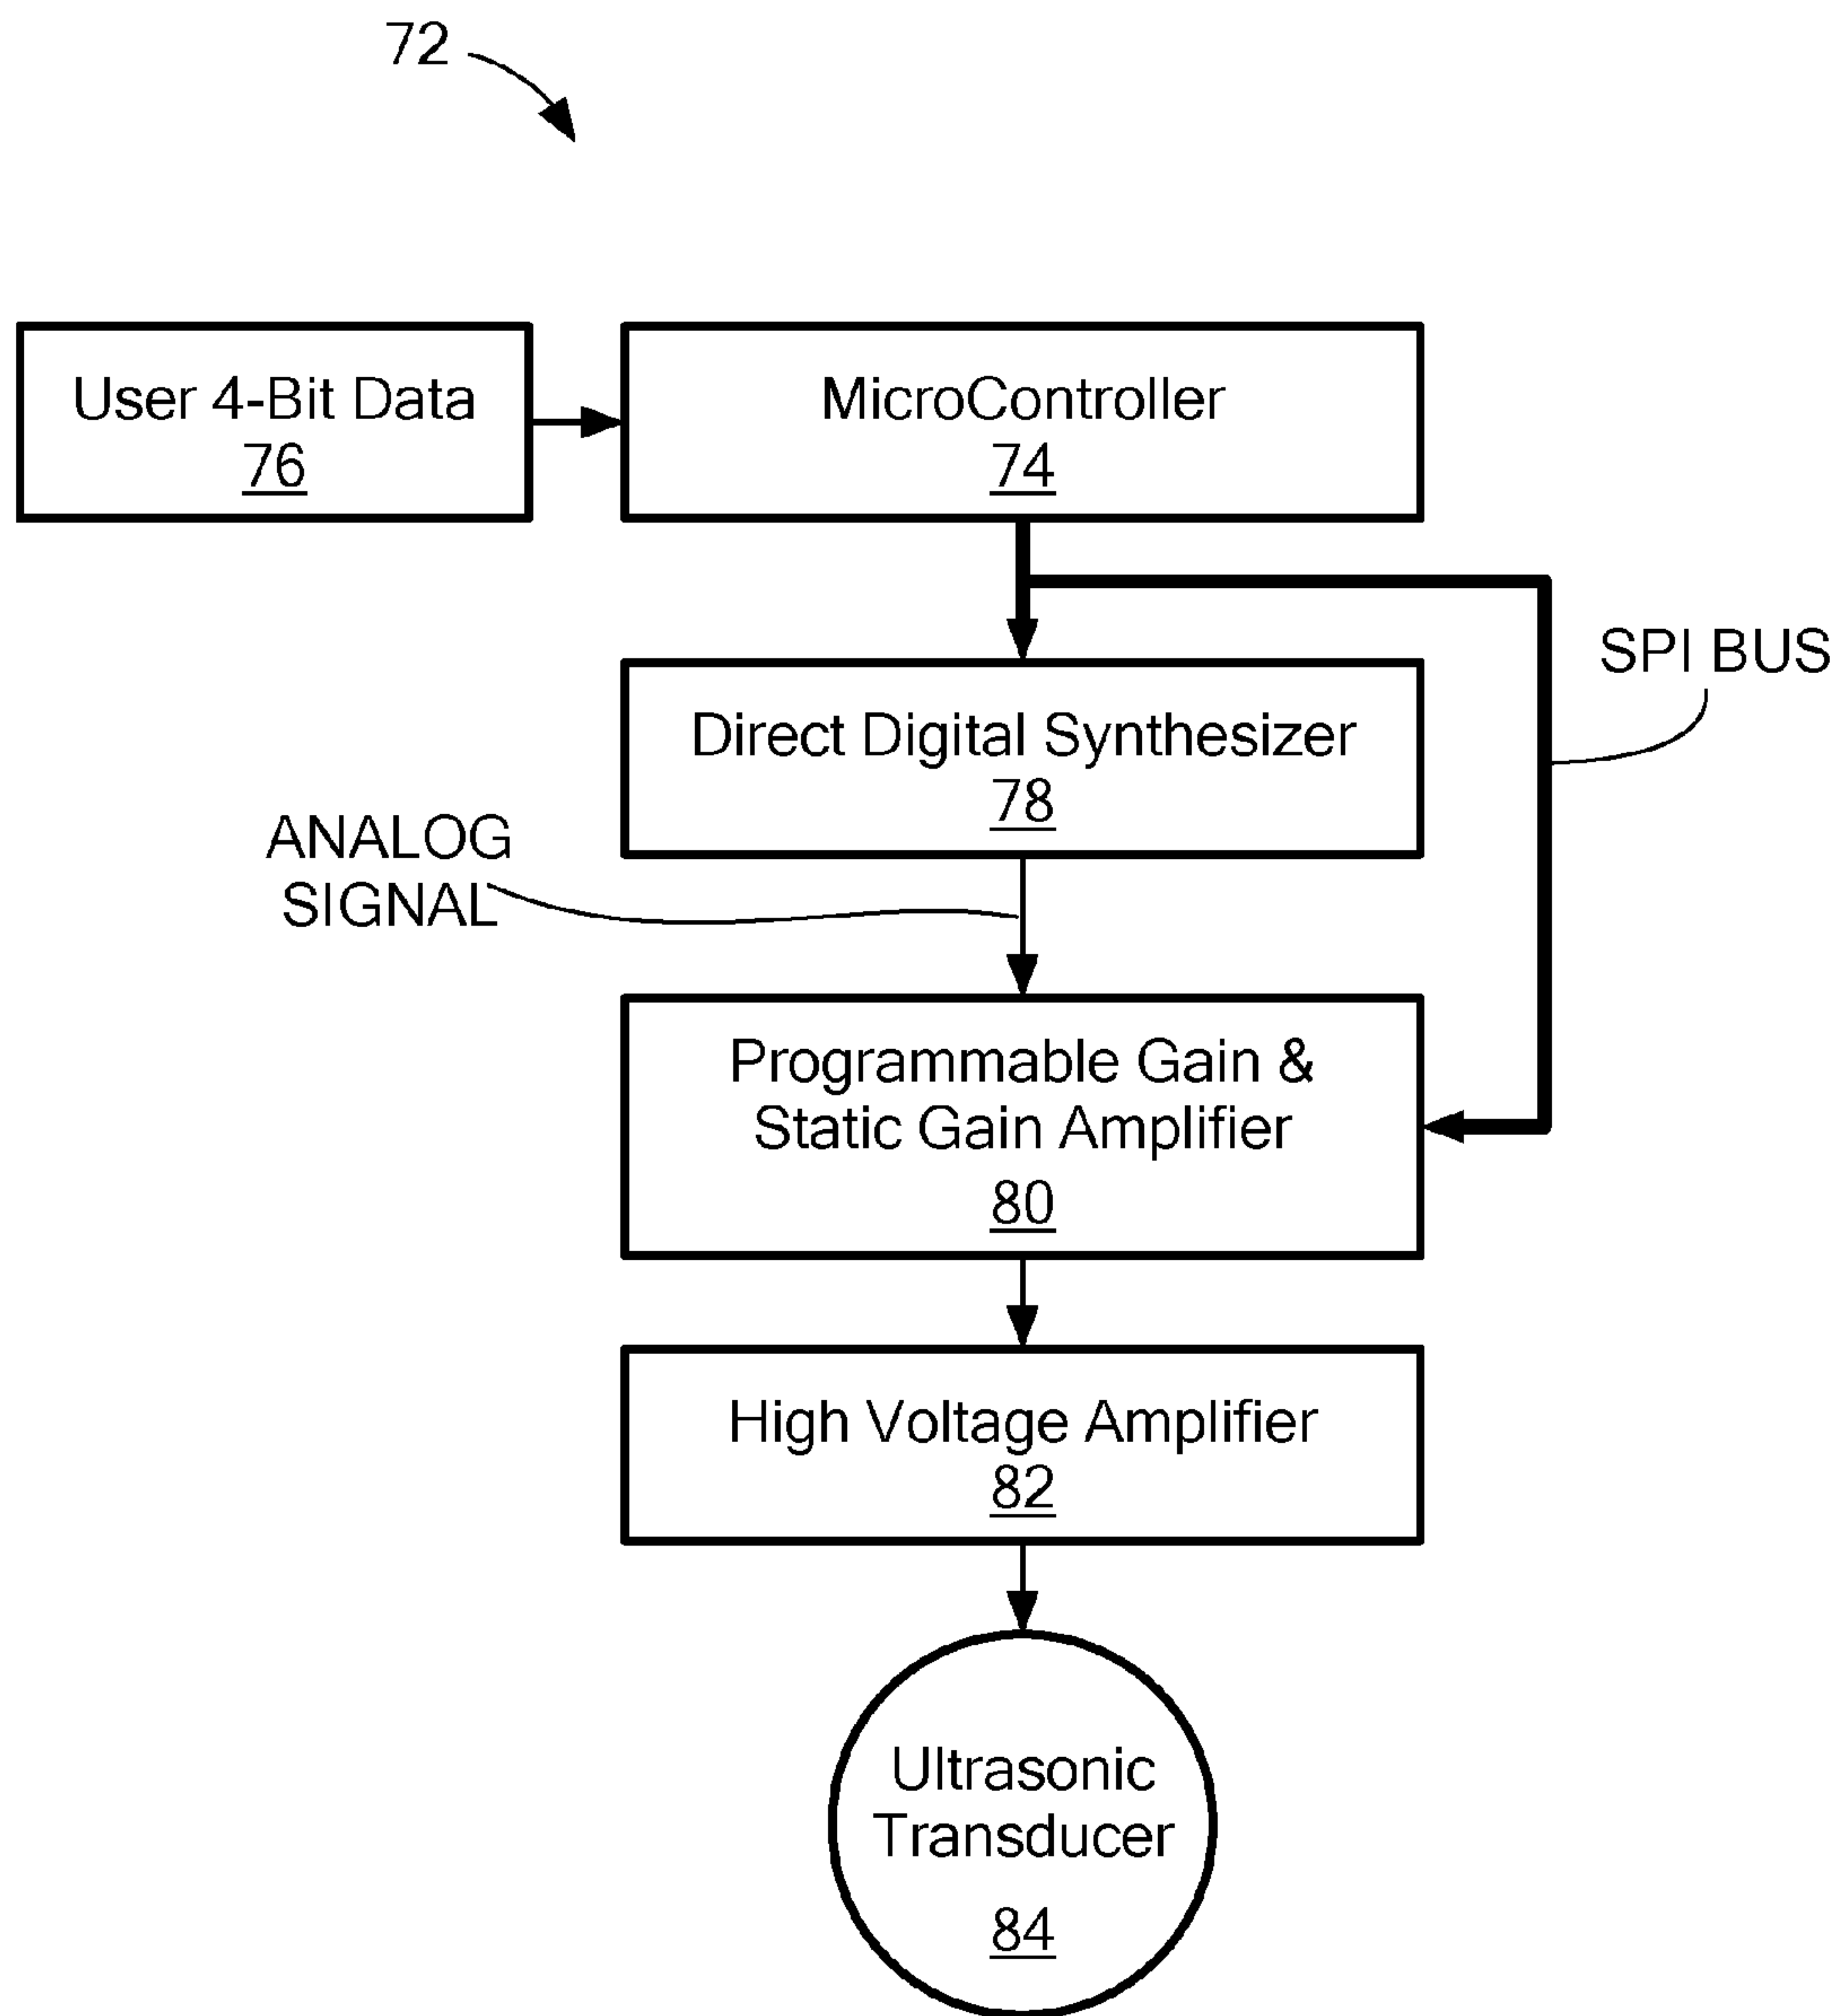 72
User 4-Bit Data
76
MicroController
74
SPI BUS
Direct Digital Synthesizer
78
ANALOG
SIGNAL
Programmable Gain &
Static Gain Amplifier
80
High Voltage Amplifier
82
Ultrasonic
Transducer
84